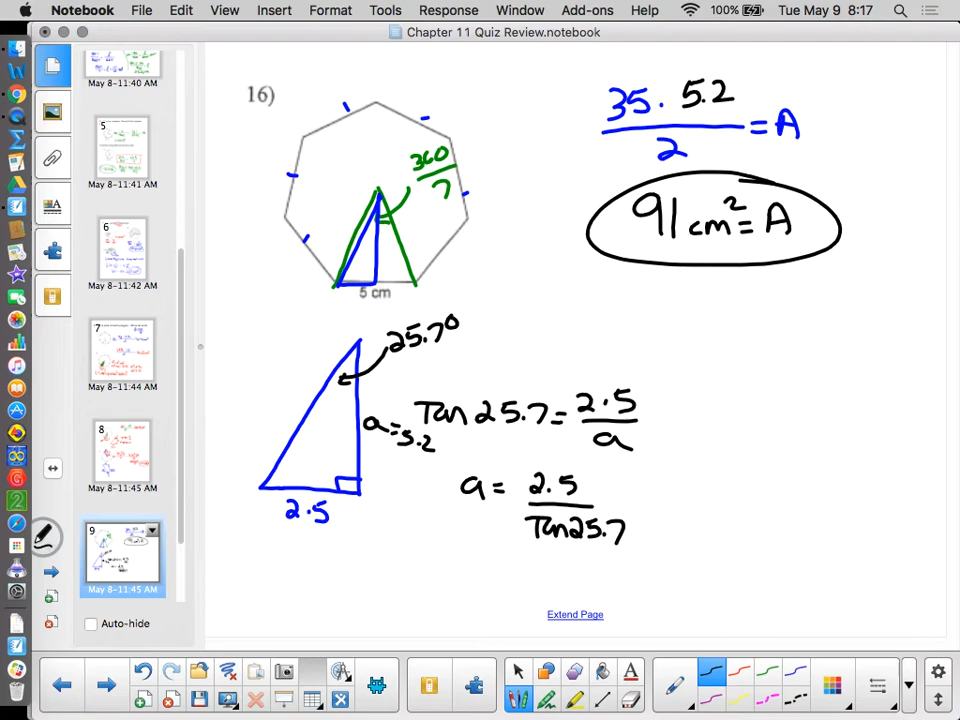 Notebook File Edit View Insert Format Tools Response Window Add-ons Help 100% Tue May 9 8:17
Chapter 11 Quiz Review.notebook
May 8-11:40 AM
5
May 8-11:41 AM
6
May 8-11:42 AM
7
May 8-11:44 AM
8
May 8-11:45 AM
9
May 8-11:45 AM
Auto-hide
16)
360
7
5 cm
35 · 5.2
2
= A
91 cm² = A
25.7°
a = 5.2
2.5
Tan 25.7 = 2.5
a
a = 2.5
Tan 25.7
Extend Page